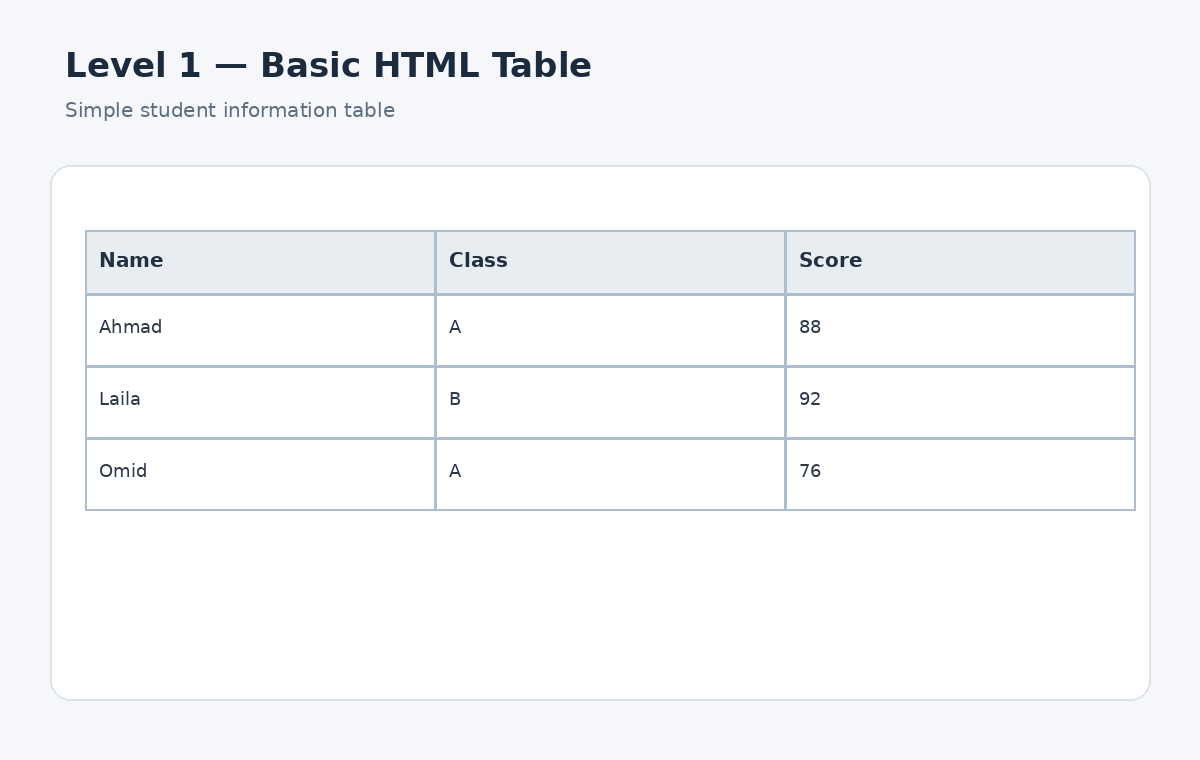 Level 1 — Basic HTML Table
Simple student information table
Name Class Score
Ahmad A 88
Laila B 92
Omid A 76